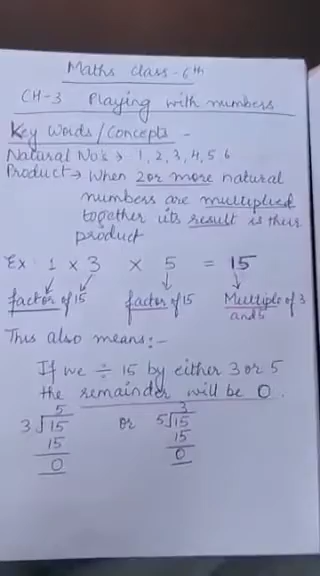 Maths Class - 6th
CH-3 Playing with numbers
Key Words/Concepts -
Natural No's → 1, 2, 3, 4, 5 6
Product → When 2 or more natural
numbers are multiplied
together its result is their
product
Ex: 1 × 3 × 5 = 15
factor of 15 factor of 15 Multiple of 3
and 5
This also means:-
If we ÷ 15 by either 3 or 5
the remainder will be 0.
5 3
3 √15 or 5 √15
15 15
0 0